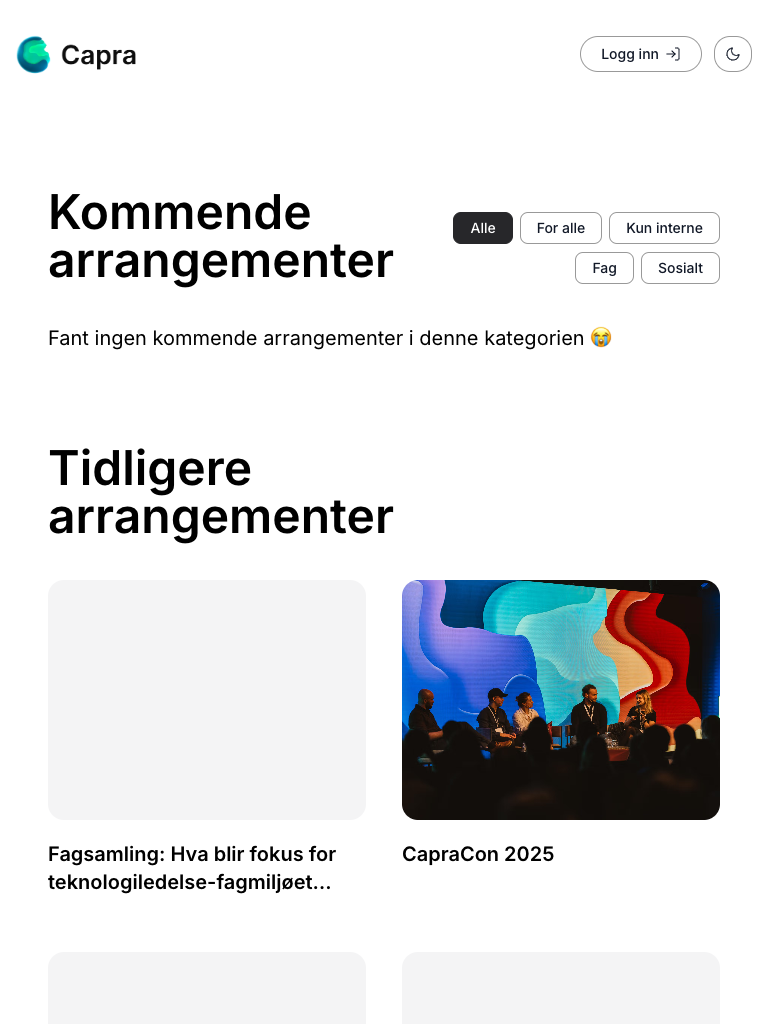 Capra
Logg inn
Kommende
arrangementer
Alle
For alle
Kun interne
Fag
Sosialt
Fant ingen kommende arrangementer i denne kategorien 😭
Tidligere
arrangementer
Fagsamling: Hva blir fokus for
teknologiledelse-fagmiljøet...
CapraCon 2025